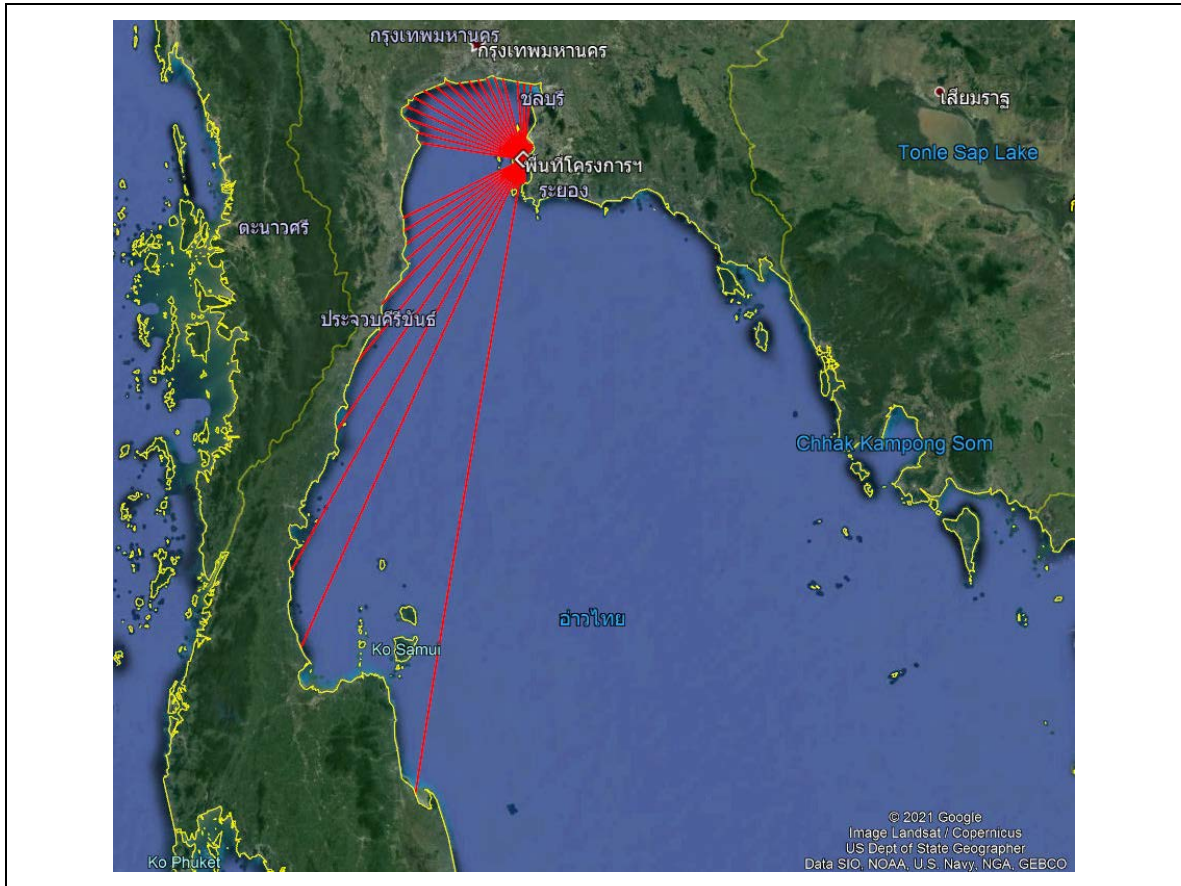 กรุงเทพมหานคร
กรุงเทพมหานคร
ชลบุรี
เสียมราฐ
Tonle Sap Lake
พื้นที่โครงการฯ
ระยอง
ตะนาวศรี
ประจวบคีรีขันธ์
Chhak Kampong Som
อ่าวไทย
Ko Samui
© 2021 Google
Image Landsat / Copernicus
US Dept of State Geographer
Data SIO, NOAA, U.S. Navy, NGA, GEBCO
Ko Phuket